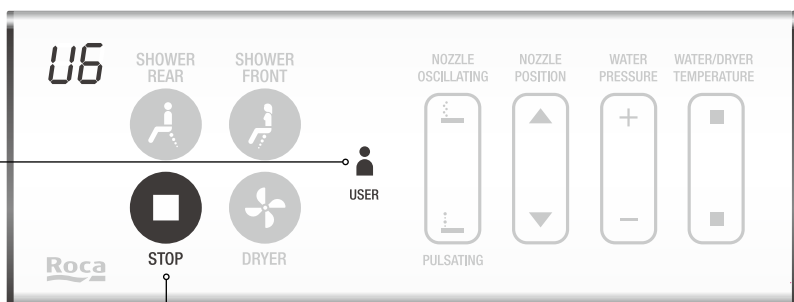 U6
SHOWER
REAR
SHOWER
FRONT
NOZZLE
OSCILLATING
NOZZLE
POSITION
WATER
PRESSURE
WATER/DRYER
TEMPERATURE
USER
STOP
DRYER
PULSATING
Roca